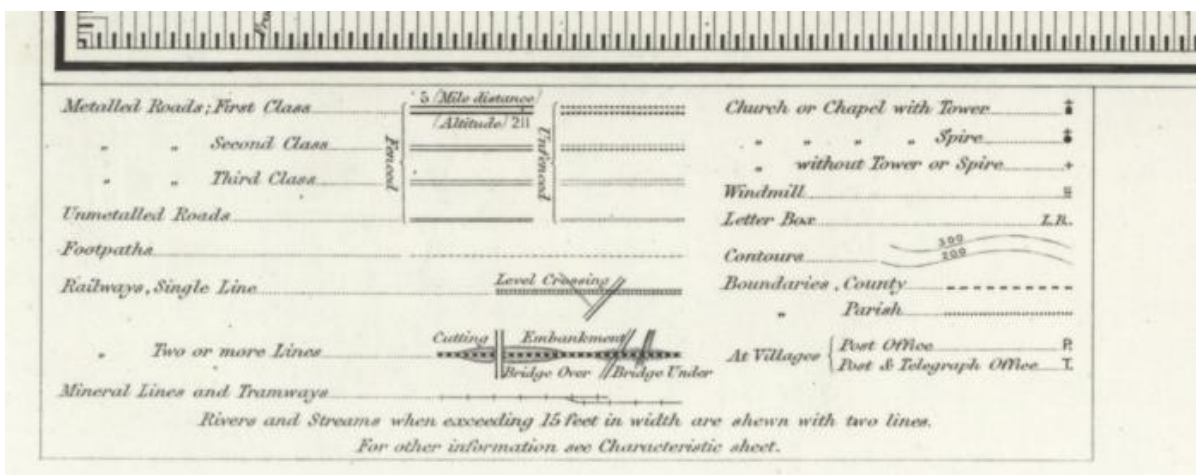 Metalled Roads; First Class
5 (Mile distance)
(Altitude) 211
" " Second Class
" " Third Class
Unmetalled Roads
Fenced
Unfenced
Footpaths
Railways, Single Line
Level Crossing
" Two or more Lines
Cutting Embankment
Bridge Over Bridge Under
Mineral Lines and Tramways
Church or Chapel with Tower
" " " " Spire
" without Tower or Spire
Windmill
Letter Box L.B.
Contours
300
200
Boundaries, County
" Parish
At Villages
Post Office P.
Post & Telegraph Office T.
Rivers and Streams when exceeding 15 feet in width are shewn with two lines.
For other information see Characteristic sheet.